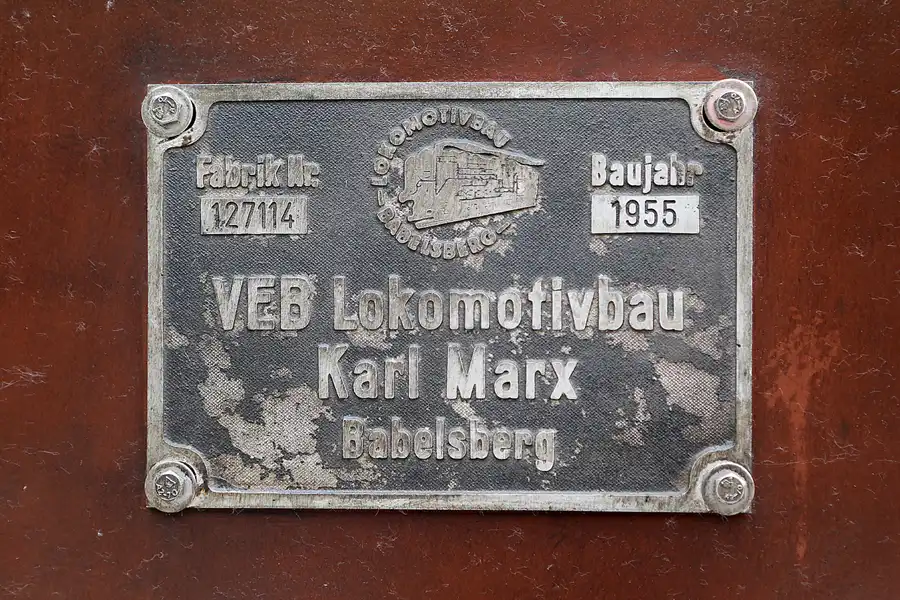 Fabrik Nr.
127114
LOKOMOTIVBAU
BABELSBERG
Baujahr
1955
VEB Lokomotivbau
Karl Marx
Babelsberg